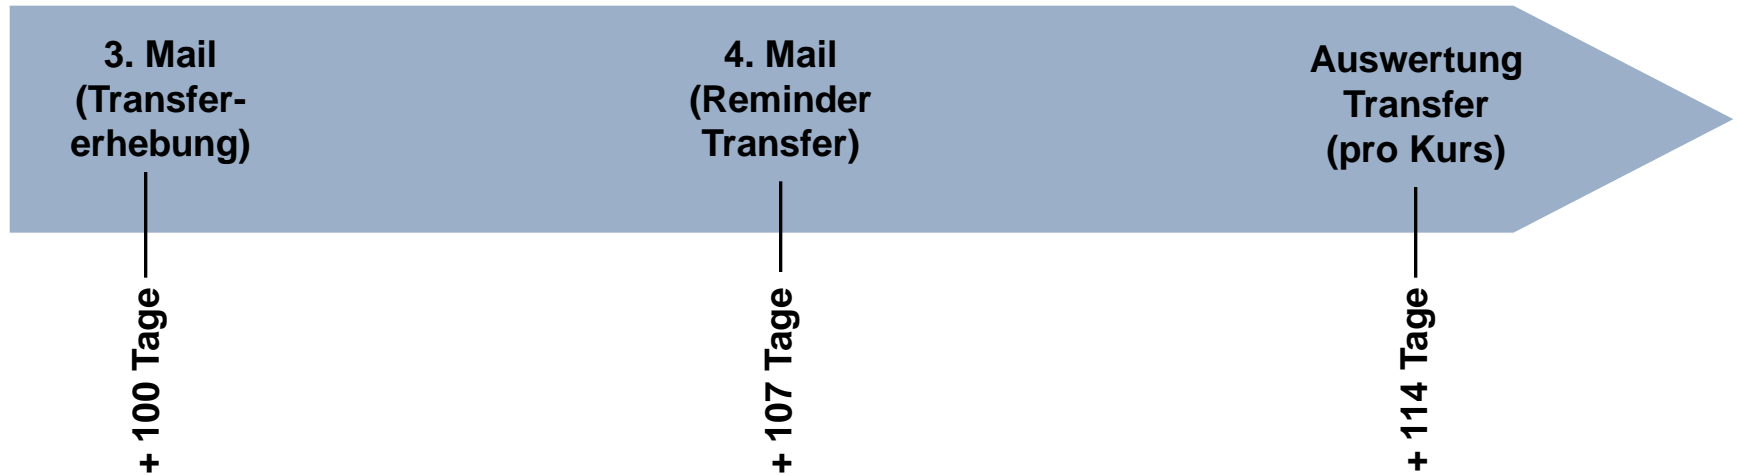 3. Mail
(Transfer-
erhebung)
4. Mail
(Reminder
Transfer)
Auswertung
Transfer
(pro Kurs)
+ 100 Tage
+ 107 Tage
+ 114 Tage